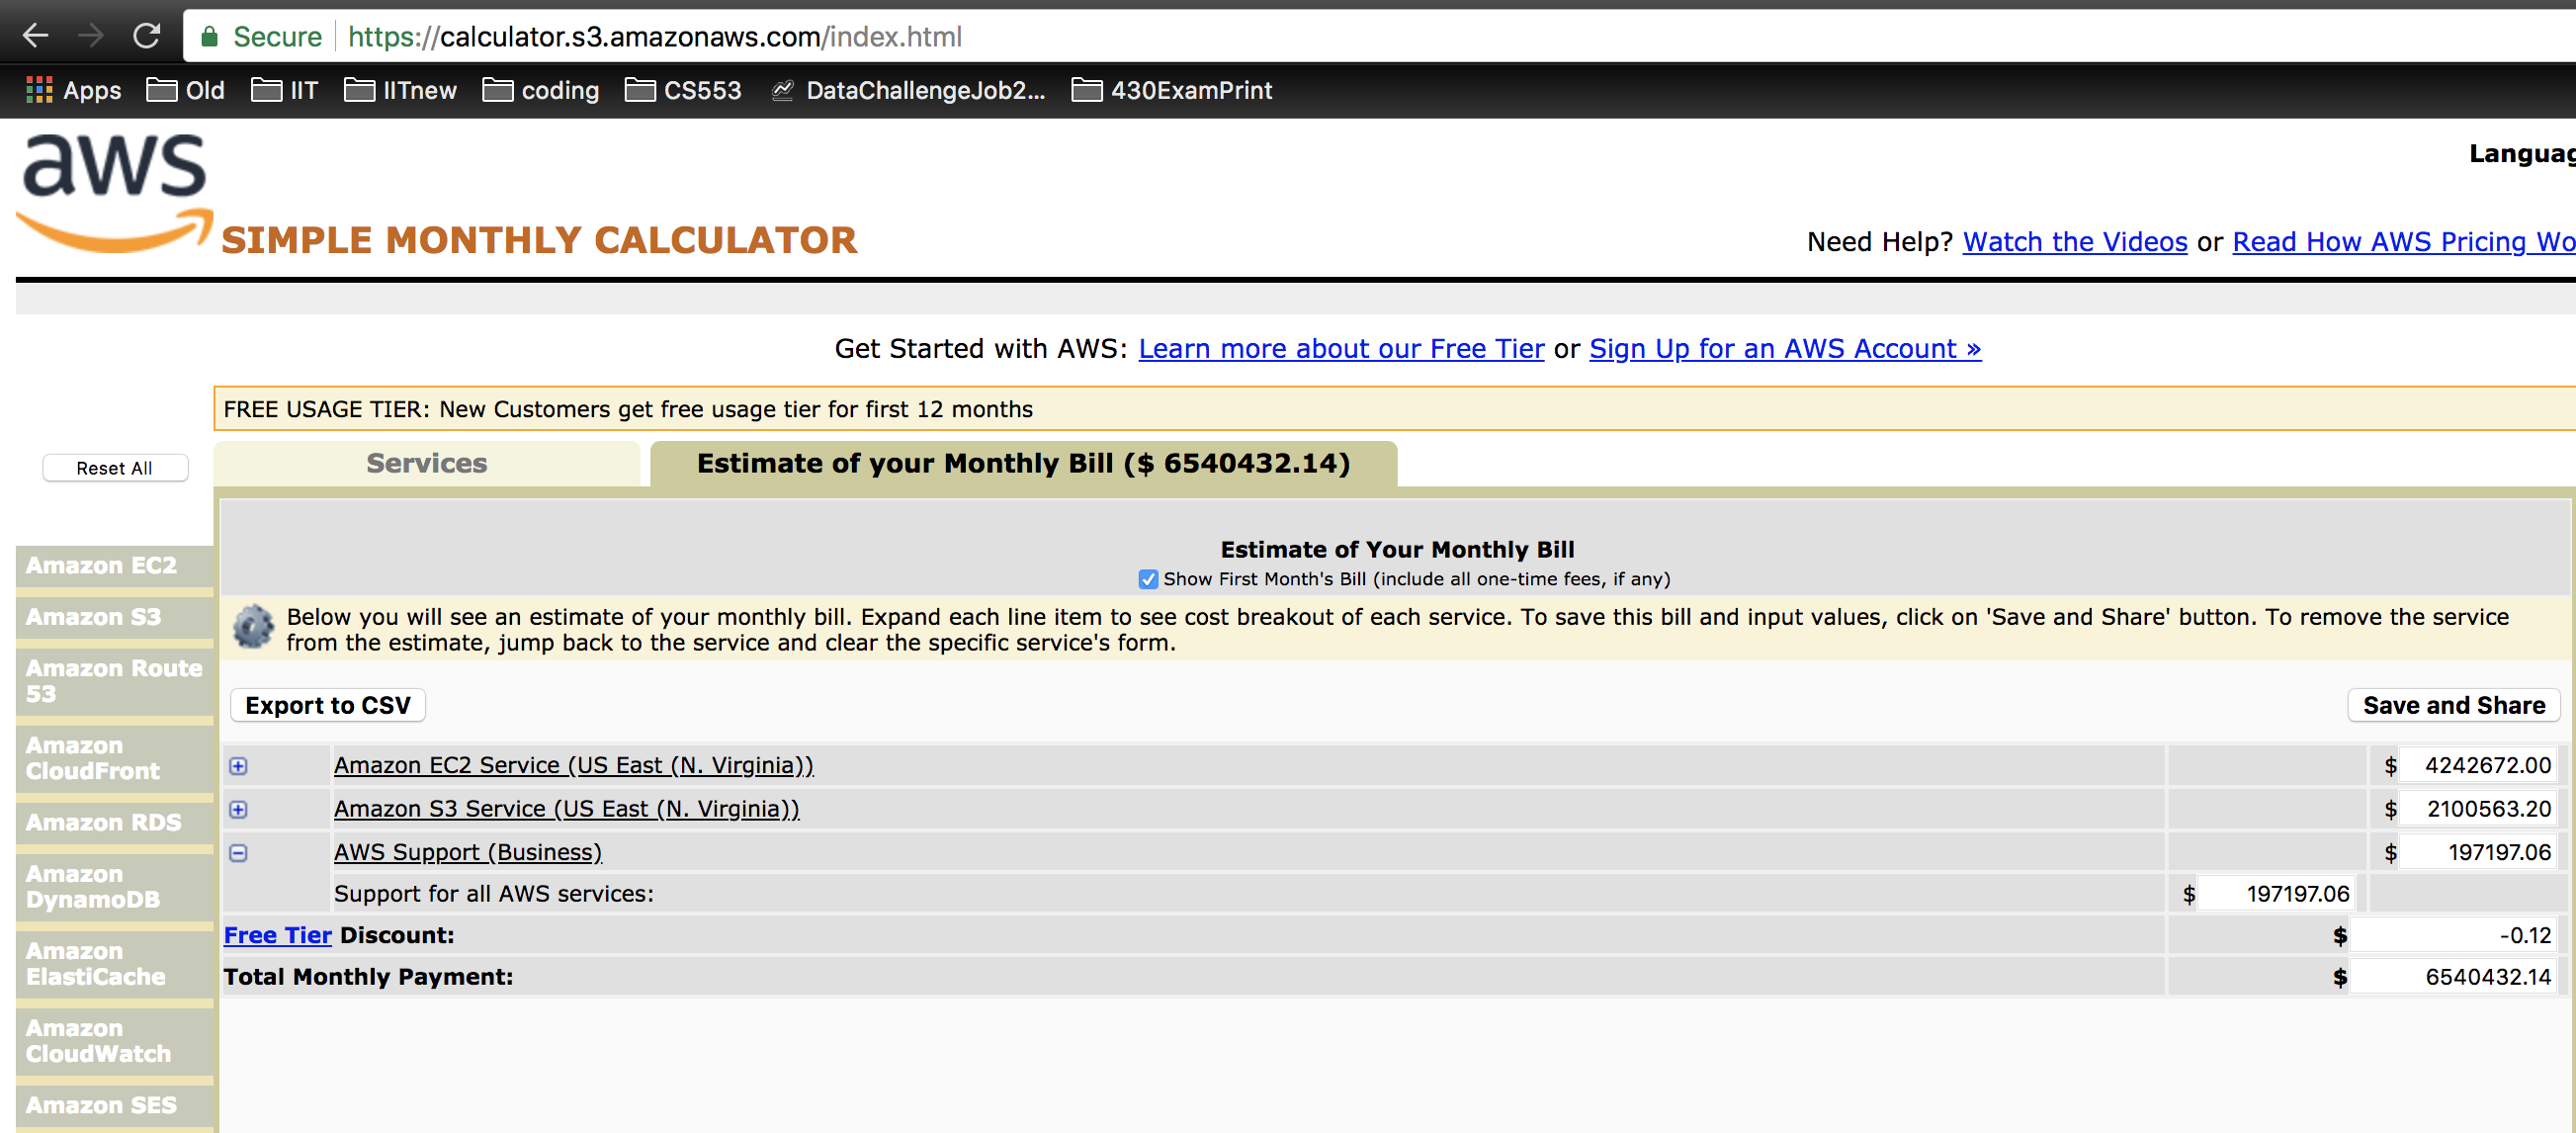 Secure https://calculator.s3.amazonaws.com/index.html
Apps Old IIT IITnew coding CS553 DataChallengeJob2... 430ExamPrint
aws
Languag
SIMPLE MONTHLY CALCULATOR
Need Help? Watch the Videos or Read How AWS Pricing Wo
Get Started with AWS: Learn more about our Free Tier or Sign Up for an AWS Account »
FREE USAGE TIER: New Customers get free usage tier for first 12 months
Reset All
Services
Estimate of your Monthly Bill ($ 6540432.14)
Estimate of Your Monthly Bill
Show First Month's Bill (include all one-time fees, if any)
Below you will see an estimate of your monthly bill. Expand each line item to see cost breakout of each service. To save this bill and input values, click on 'Save and Share' button. To remove the service
from the estimate, jump back to the service and clear the specific service's form.
Export to CSV
Save and Share
Amazon EC2 Service (US East (N. Virginia)) $ 4242672.00
Amazon S3 Service (US East (N. Virginia)) $ 2100563.20
AWS Support (Business) $ 197197.06
Support for all AWS services: $ 197197.06
Free Tier Discount: $ -0.12
Total Monthly Payment: $ 6540432.14
Amazon EC2
Amazon S3
Amazon Route
53
Amazon
CloudFront
Amazon RDS
Amazon
DynamoDB
Amazon
ElastiCache
Amazon
CloudWatch
Amazon SES